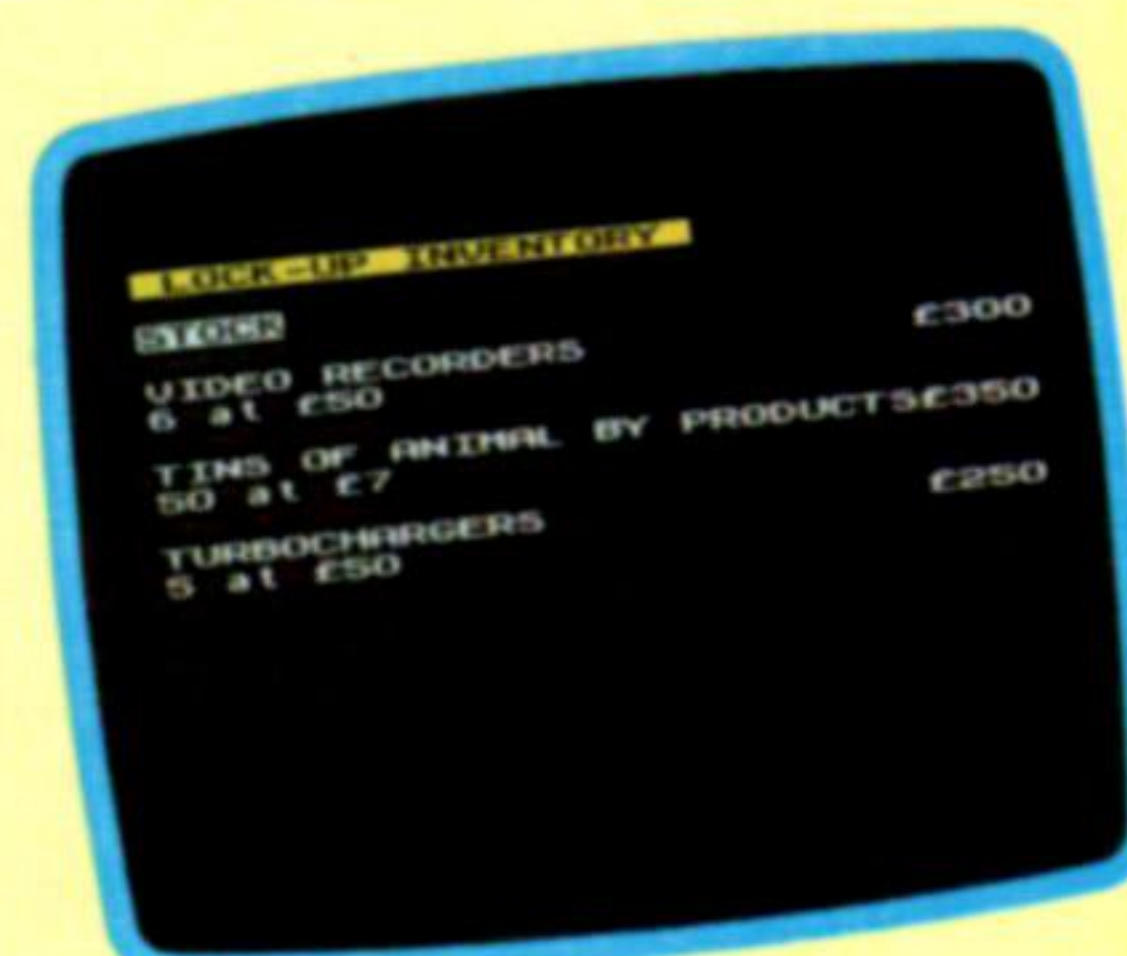 LOCK-UP INVENTORY
STOCK
VIDEO RECORDERS £300
6 at £50
TINS OF ANIMAL BY PRODUCTS£350
50 at £7
TURBOCHARGERS £250
5 at £50